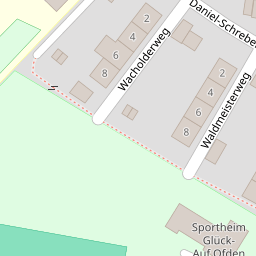 Daniel-Schrebe
2
4
6
8
Wacholderweg
2
4
6
8
Waldmeisterweg
Sportheim
Glück-
Auf Ofden